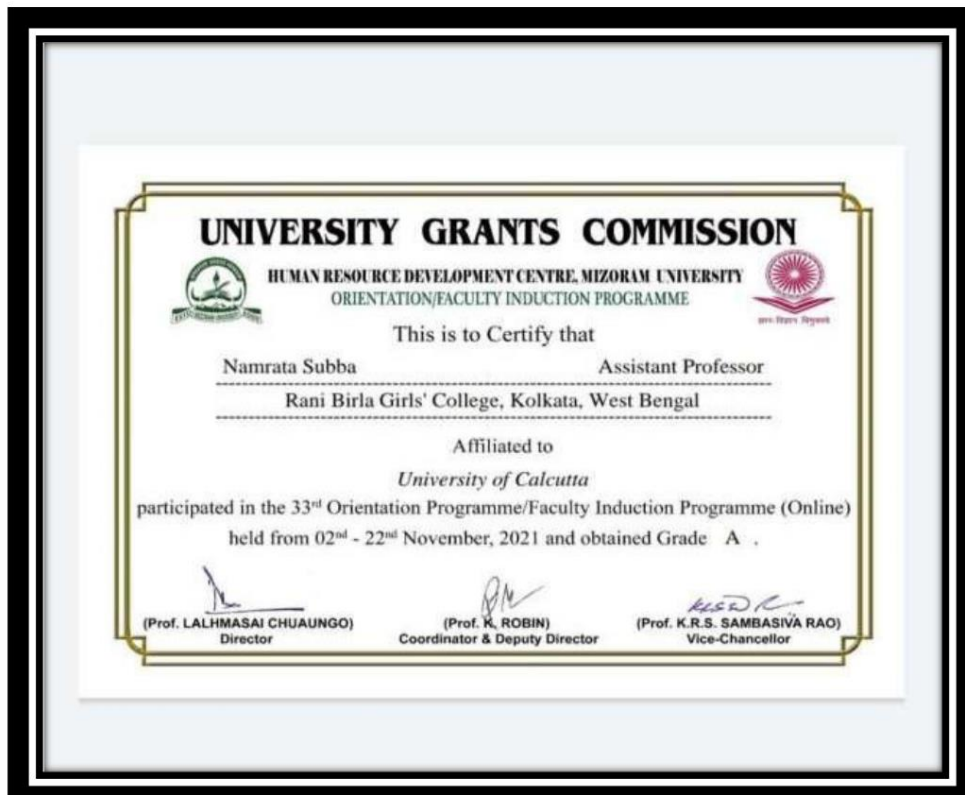 UNIVERSITY GRANTS COMMISSION
HUMAN RESOURCE DEVELOPMENT CENTRE, MIZORAM UNIVERSITY
ORIENTATION/FACULTY INDUCTION PROGRAMME
This is to Certify that
Namrata Subba Assistant Professor
Rani Birla Girls' College, Kolkata, West Bengal
Affiliated to
University of Calcutta
participated in the 33rd Orientation Programme/Faculty Induction Programme (Online)
held from 02nd - 22nd November, 2021 and obtained Grade A .
(Prof. LALHMASAI CHUAUNGO)
Director
(Prof. K. ROBIN)
Coordinator & Deputy Director
(Prof. K.R.S. SAMBASIVA RAO)
Vice-Chancellor